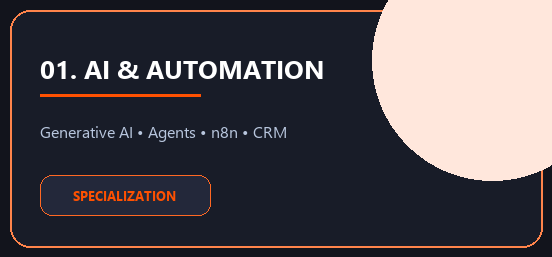 01. AI & AUTOMATION
Generative AI • Agents • n8n • CRM
SPECIALIZATION